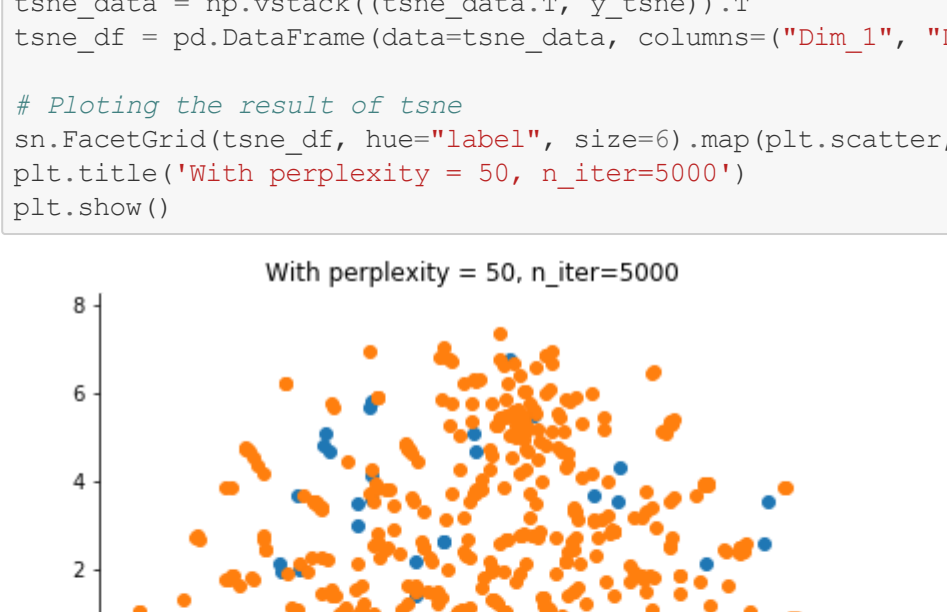 tsne_data = np.vstack((tsne_data.T, y_tsne)).T
tsne_df = pd.DataFrame(data=tsne_data, columns=("Dim_1", "
# Ploting the result of tsne
sn.FacetGrid(tsne_df, hue="label", size=6).map(plt.scatter,
plt.title('With perplexity = 50, n_iter=5000')
plt.show()
With perplexity = 50, n_iter=5000
8
6
4
2